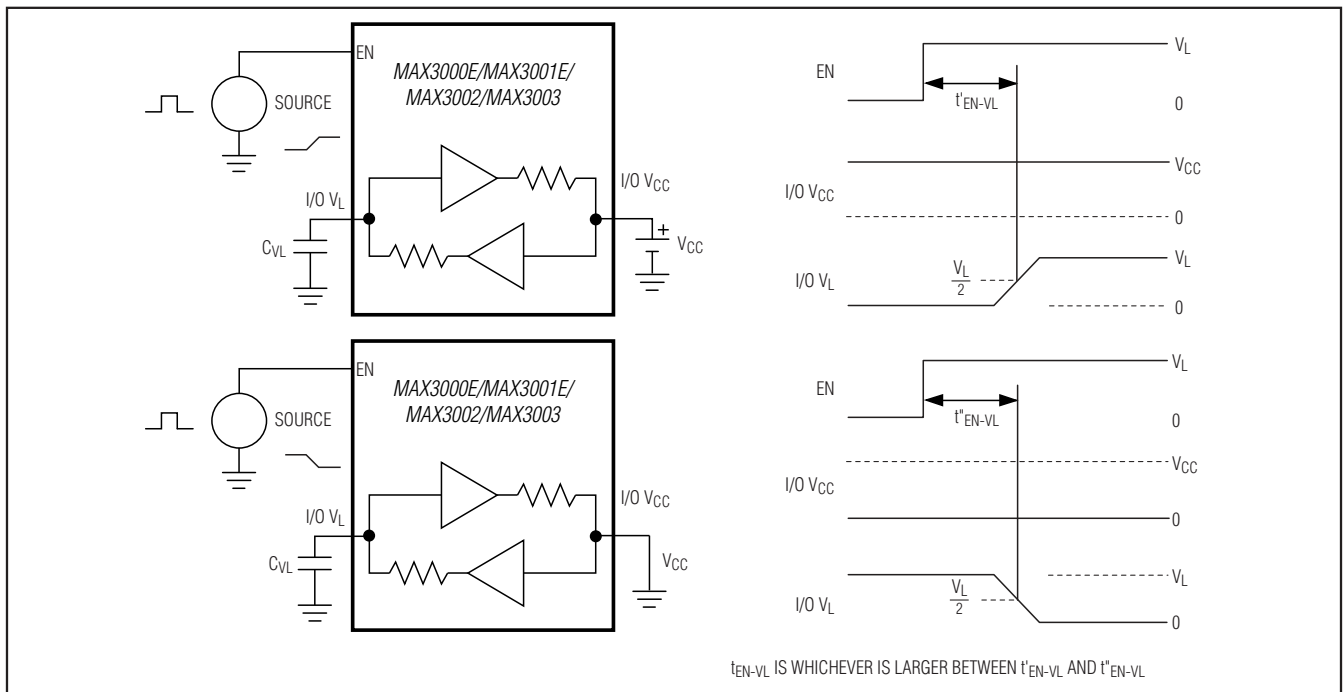 EN
MAX3000E/MAX3001E/
MAX3002/MAX3003
SOURCE
I/O VL
I/O VCC
CVL
+
VCC
EN
VL
t'EN-VL
0
I/O VCC
VCC
0
I/O VL
VL
2
VL
0
EN
MAX3000E/MAX3001E/
MAX3002/MAX3003
SOURCE
I/O VL
I/O VCC
CVL
VCC
EN
VL
t"EN-VL
0
I/O VCC
VCC
0
I/O VL
VL
2
VL
0
tEN-VL IS WHICHEVER IS LARGER BETWEEN t'EN-VL AND t"EN-VL